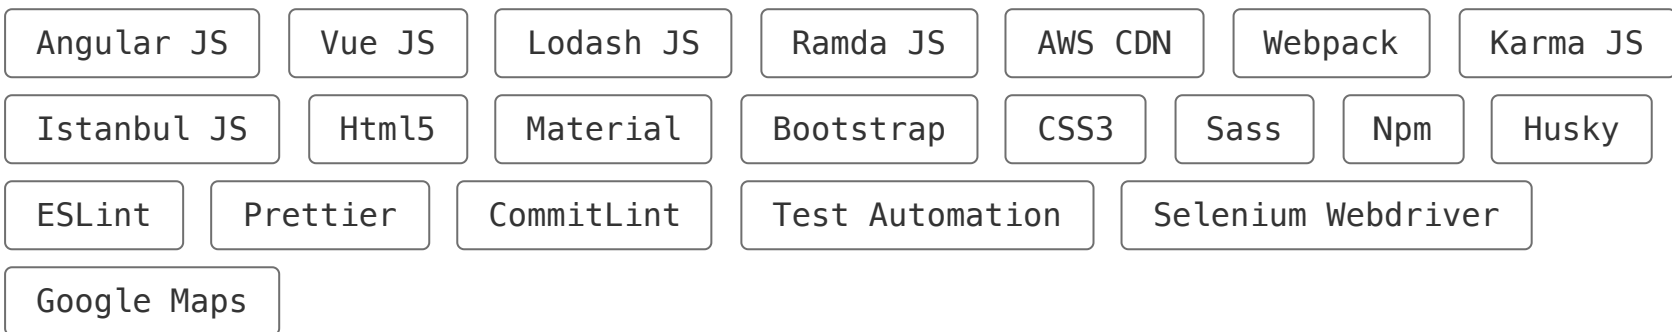 Angular JS Vue JS Lodash JS Ramda JS AWS CDN Webpack Karma JS
Istanbul JS Html5 Material Bootstrap CSS3 Sass Npm Husky
ESLint Prettier CommitLint Test Automation Selenium Webdriver
Google Maps